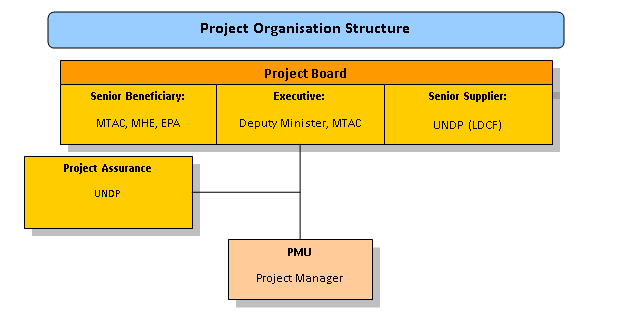 Project Organisation Structure
Project Board
Senior Beneficiary:
MTAC, MHE, EPA
Executive:
Deputy Minister, MTAC
Senior Supplier:
UNDP (LDCF)
Project Assurance
UNDP
PMU
Project Manager